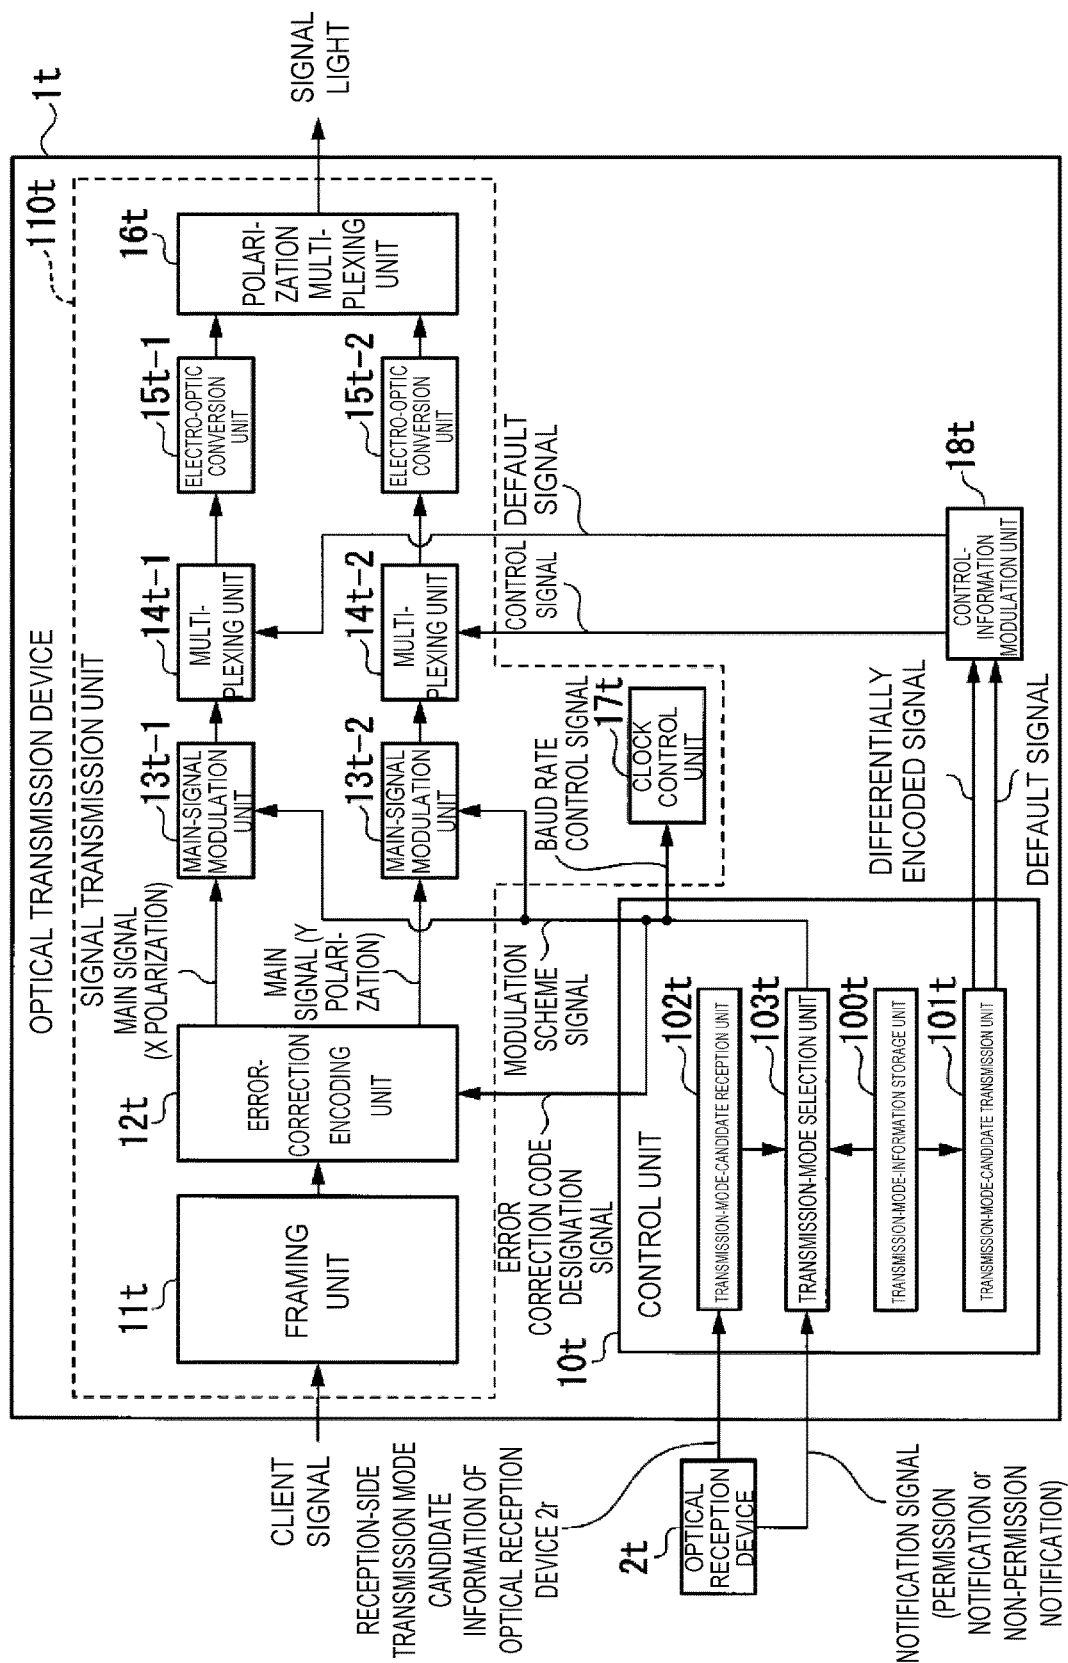 OPTICAL TRANSMISSION DEVICE
1t
SIGNAL TRANSMISSION UNIT
110t
CLIENT
SIGNAL
11t
FRAMING
UNIT
12t
ERROR-
CORRECTION
ENCODING
UNIT
MAIN SIGNAL
(X POLARIZATION)
MAIN
SIGNAL (Y
POLARI-
ZATION)
13t-1
MAIN-SIGNAL
MODULATION
UNIT
13t-2
MAIN-SIGNAL
MODULATION
UNIT
14t-1
MULTI-
PLEXING UNIT
14t-2
MULTI-
PLEXING UNIT
15t-1
ELECTRO-OPTIC
CONVERSION
UNIT
15t-2
ELECTRO-OPTIC
CONVERSION
UNIT
16t
POLARI-
ZATION
MULTI-
PLEXING
UNIT
SIGNAL
LIGHT
ERROR
CORRECTION CODE
DESIGNATION
SIGNAL
MODULATION
SCHEME
SIGNAL
BAUD RATE
CONTROL SIGNAL
17t
CLOCK
CONTROL
UNIT
CONTROL
SIGNAL
DEFAULT
SIGNAL
10t
CONTROL UNIT
102t
TRANSMISSION-MODE-CANDIDATE RECEPTION UNIT
103t
TRANSMISSION-MODE SELECTION UNIT
100t
TRANSMISSION-MODE-INFORMATION STORAGE UNIT
101t
TRANSMISSION-MODE-CANDIDATE TRANSMISSION UNIT
DIFFERENTIALLY
ENCODED SIGNAL
DEFAULT SIGNAL
18t
CONTROL-
INFORMATION
MODULATION UNIT
RECEPTION-SIDE
TRANSMISSION MODE
CANDIDATE
INFORMATION OF
OPTICAL RECEPTION
DEVICE 2r
2t
OPTICAL
RECEPTION
DEVICE
NOTIFICATION SIGNAL
(PERMISSION
NOTIFICATION or
NON-PERMISSION
NOTIFICATION)